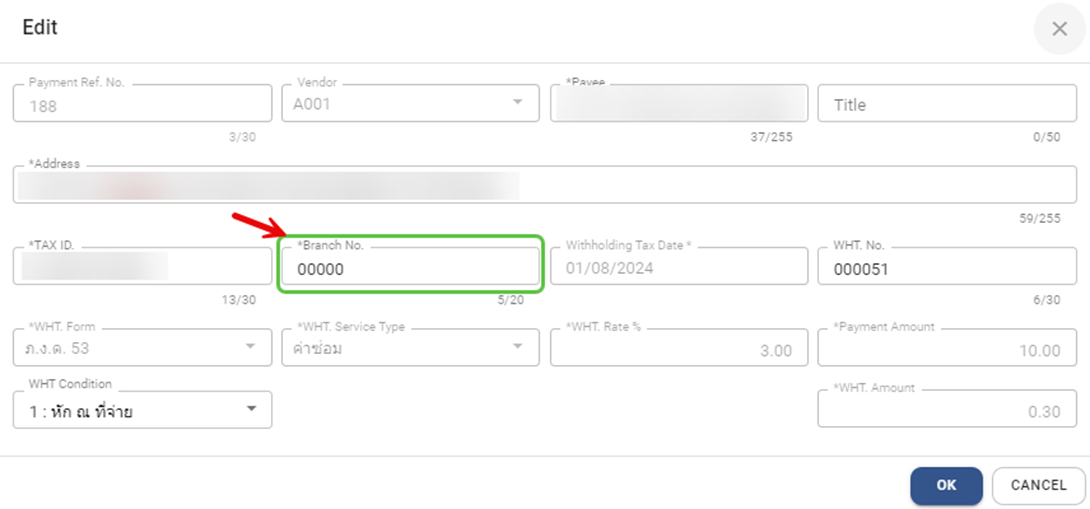 Edit
Payment Ref. No. Vendor *Payee
188 A001 Title
3/30 37/255 0/50
*Address
59/255
*TAX ID. *Branch No. Withholding Tax Date * WHT. No.
00000 01/08/2024 000051
13/30 5/20 6/30
*WHT. Form *WHT. Service Type *WHT. Rate % *Payment Amount
ภ.ง.ด. 53 ค่าซ่อม 3.00 10.00
WHT Condition *WHT. Amount
1 : หัก ณ ที่จ่าย 0.30
OK CANCEL